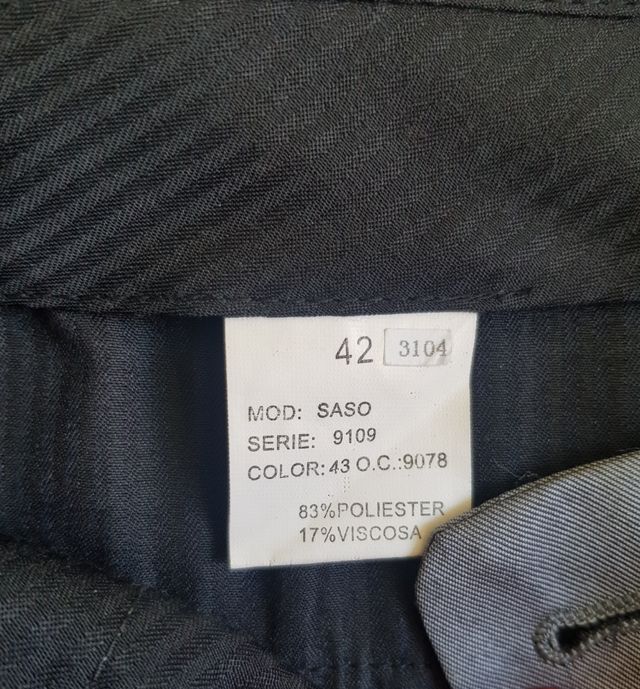 42 3104
MOD: SASO
SERIE: 9109
COLOR: 43 O.C.:9078
83%POLIESTER
17%VISCOSA